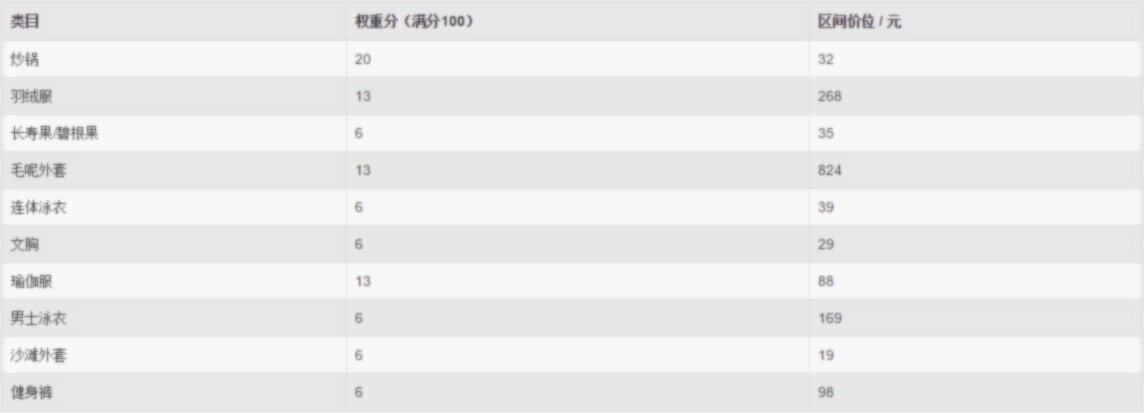 类目 权重分（满分100） 区间价位 / 元
炒锅 20 32
羽绒服 13 268
长寿果/碧根果 6 35
毛呢外套 13 824
连体泳衣 6 39
文胸 6 29
瑜伽服 13 88
男士泳衣 6 169
沙滩外套 6 19
健身裤 6 98